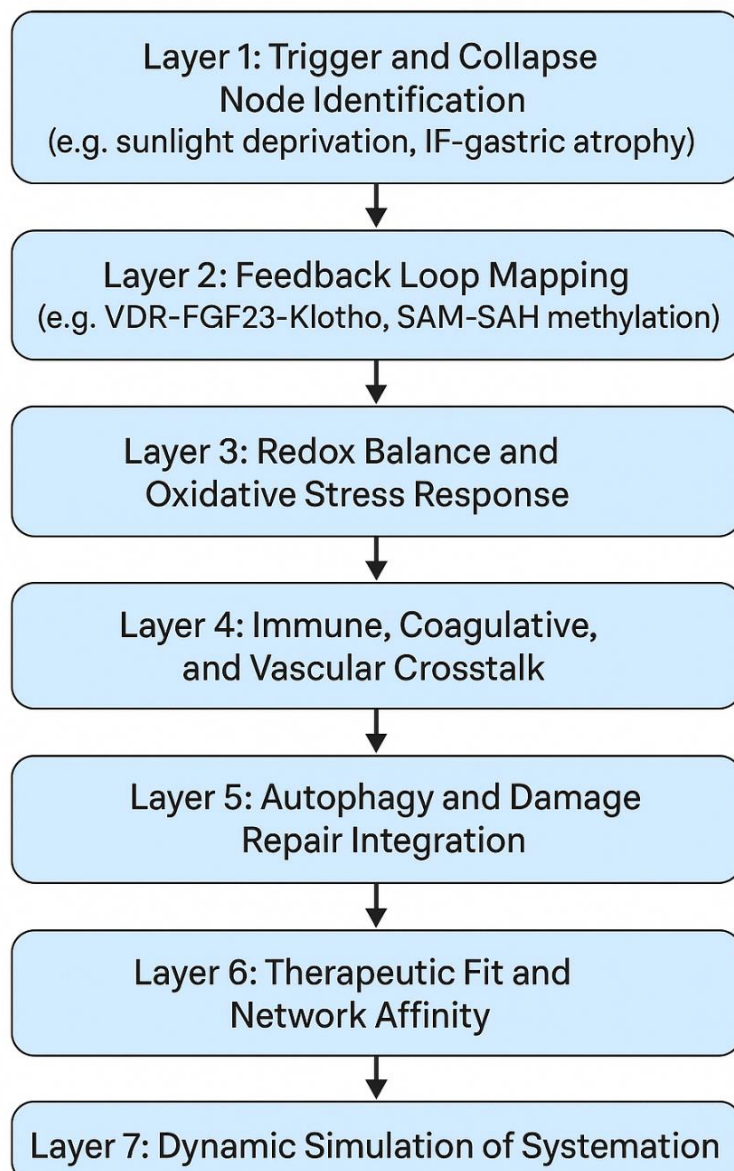 Layer 1: Trigger and Collapse
Node Identification
(e.g. sunlight deprivation, IF-gastric atrophy)
Layer 2: Feedback Loop Mapping
(e.g. VDR-FGF23-Klotho, SAM-SAH methylation)
Layer 3: Redox Balance and
Oxidative Stress Response
Layer 4: Immune, Coagulative,
and Vascular Crosstalk
Layer 5: Autophagy and Damage
Repair Integration
Layer 6: Therapeutic Fit and
Network Affinity
Layer 7: Dynamic Simulation of Systemation